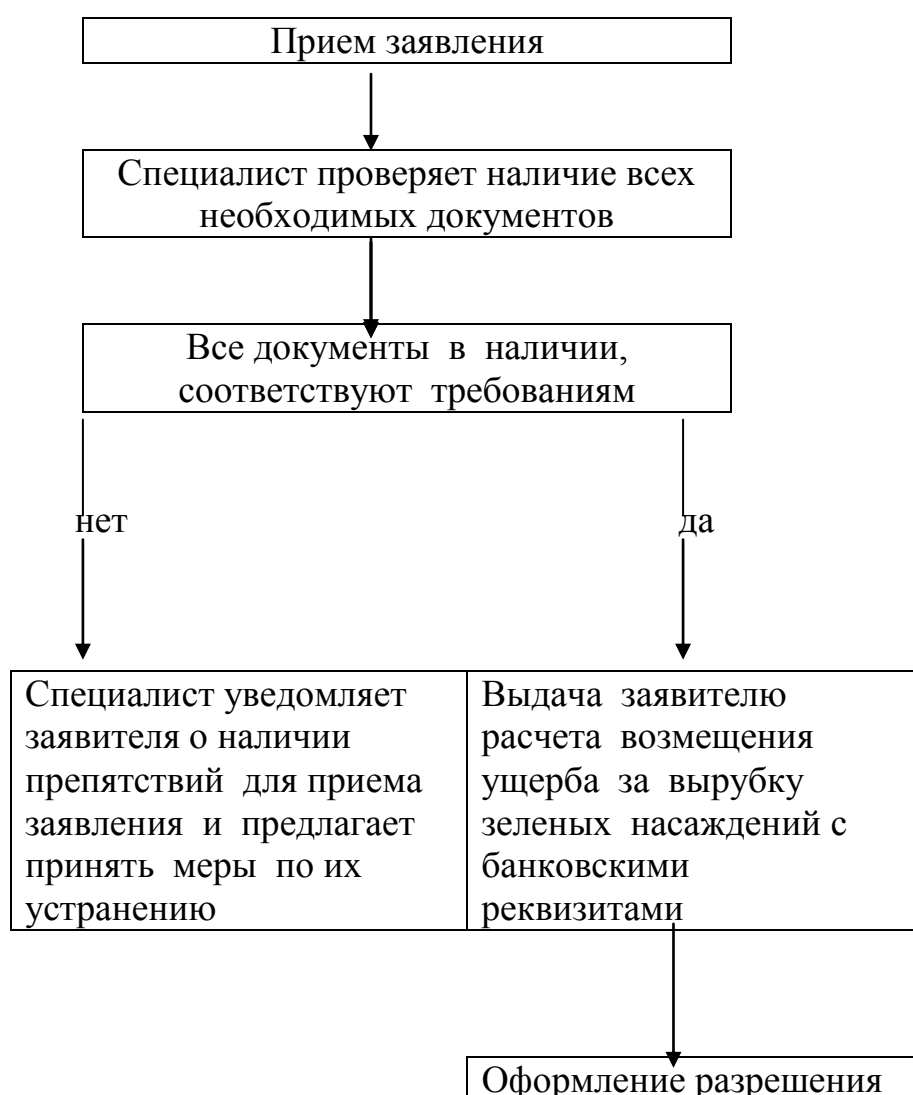 Прием заявления
Специалист проверяет наличие всех
необходимых документов
Все документы в наличии,
соответствуют требованиям
нет
да
Специалист уведомляет
заявителя о наличии
препятствий для приема
заявления и предлагает
принять меры по их
устранению
Выдача заявителю
расчета возмещения
ущерба за вырубку
зеленых насаждений с
банковскими
реквизитами
Оформление разрешения